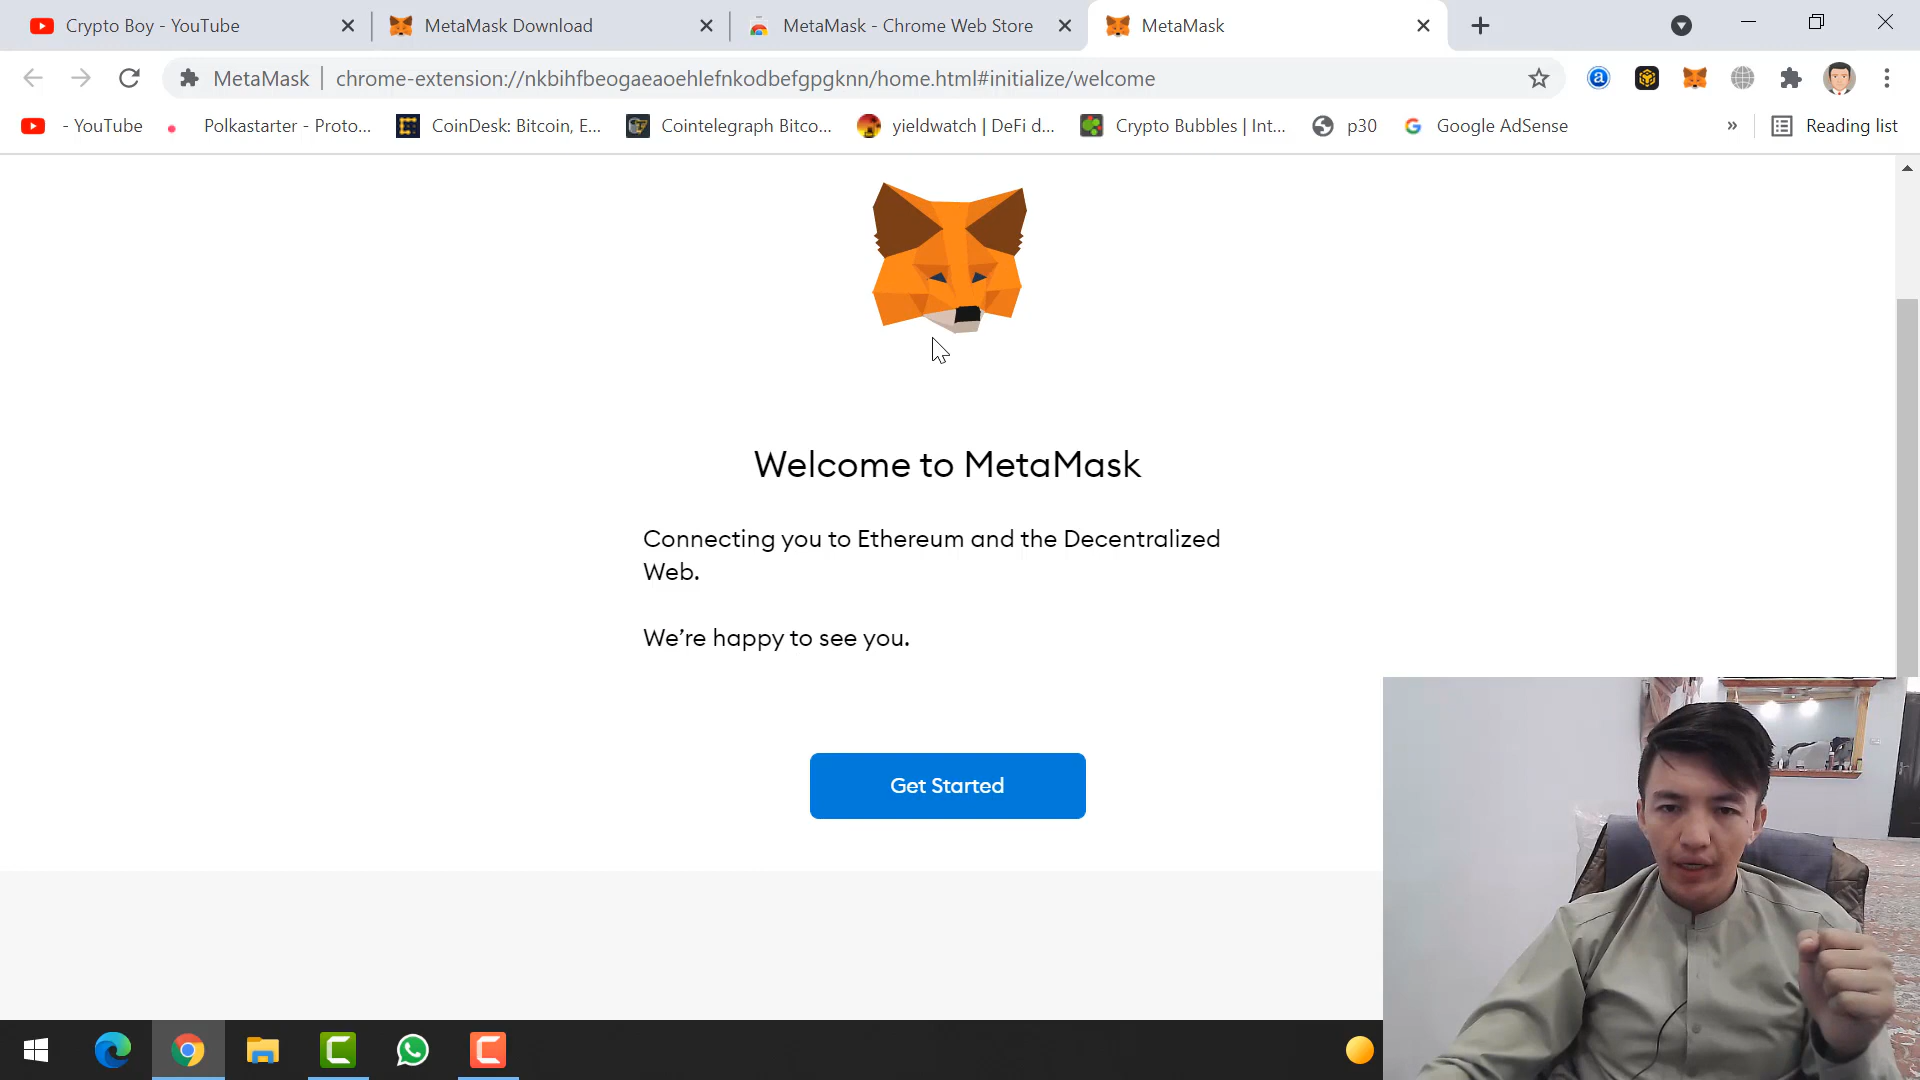 Crypto Boy - YouTube
MetaMask Download
MetaMask - Chrome Web Store
MetaMask
MetaMask | chrome-extension://nkbihfbeogaeaoehlefnkodbefgpgknn/home.html#initialize/welcome
- YouTube
Polkastarter - Proto...
CoinDesk: Bitcoin, E...
Cointelegraph Bitco...
yieldwatch | DeFi d...
Crypto Bubbles | Int...
p30
Google AdSense
»
Reading list
Welcome to MetaMask
Connecting you to Ethereum and the Decentralized
Web.
We’re happy to see you.
Get Started